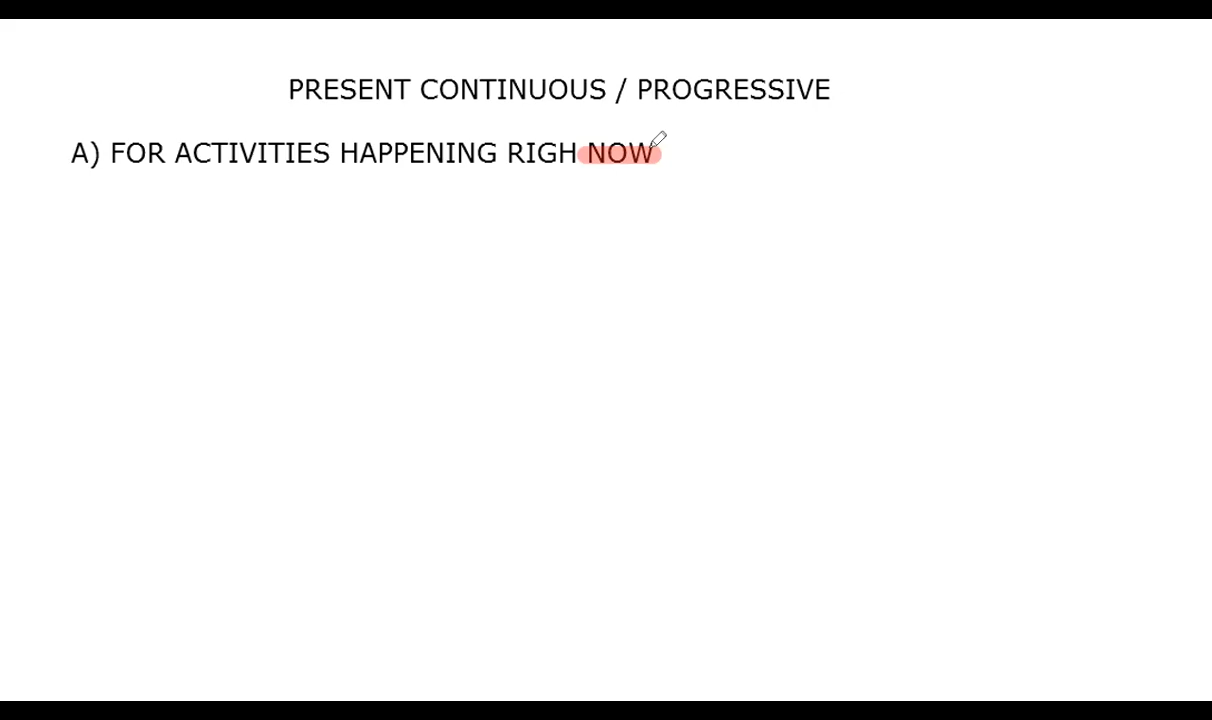 PRESENT CONTINUOUS / PROGRESSIVE
A) FOR ACTIVITIES HAPPENING RIGH NOW